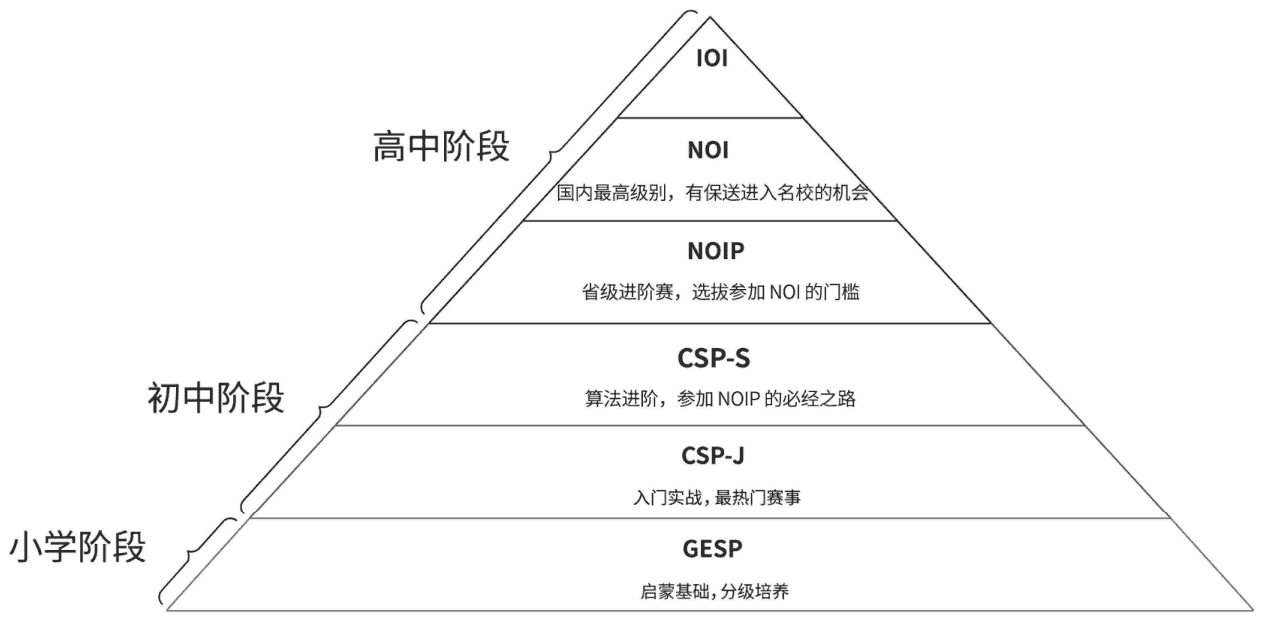 IOI
高中阶段
NOI
国内最高级别，有保送进入名校的机会
NOIP
省级进阶赛，选拔参加 NOI 的门槛
CSP-S
初中阶段
算法进阶，参加 NOIP 的必经之路
CSP-J
入门实战，最热门赛事
小学阶段
GESP
启蒙基础，分级培养